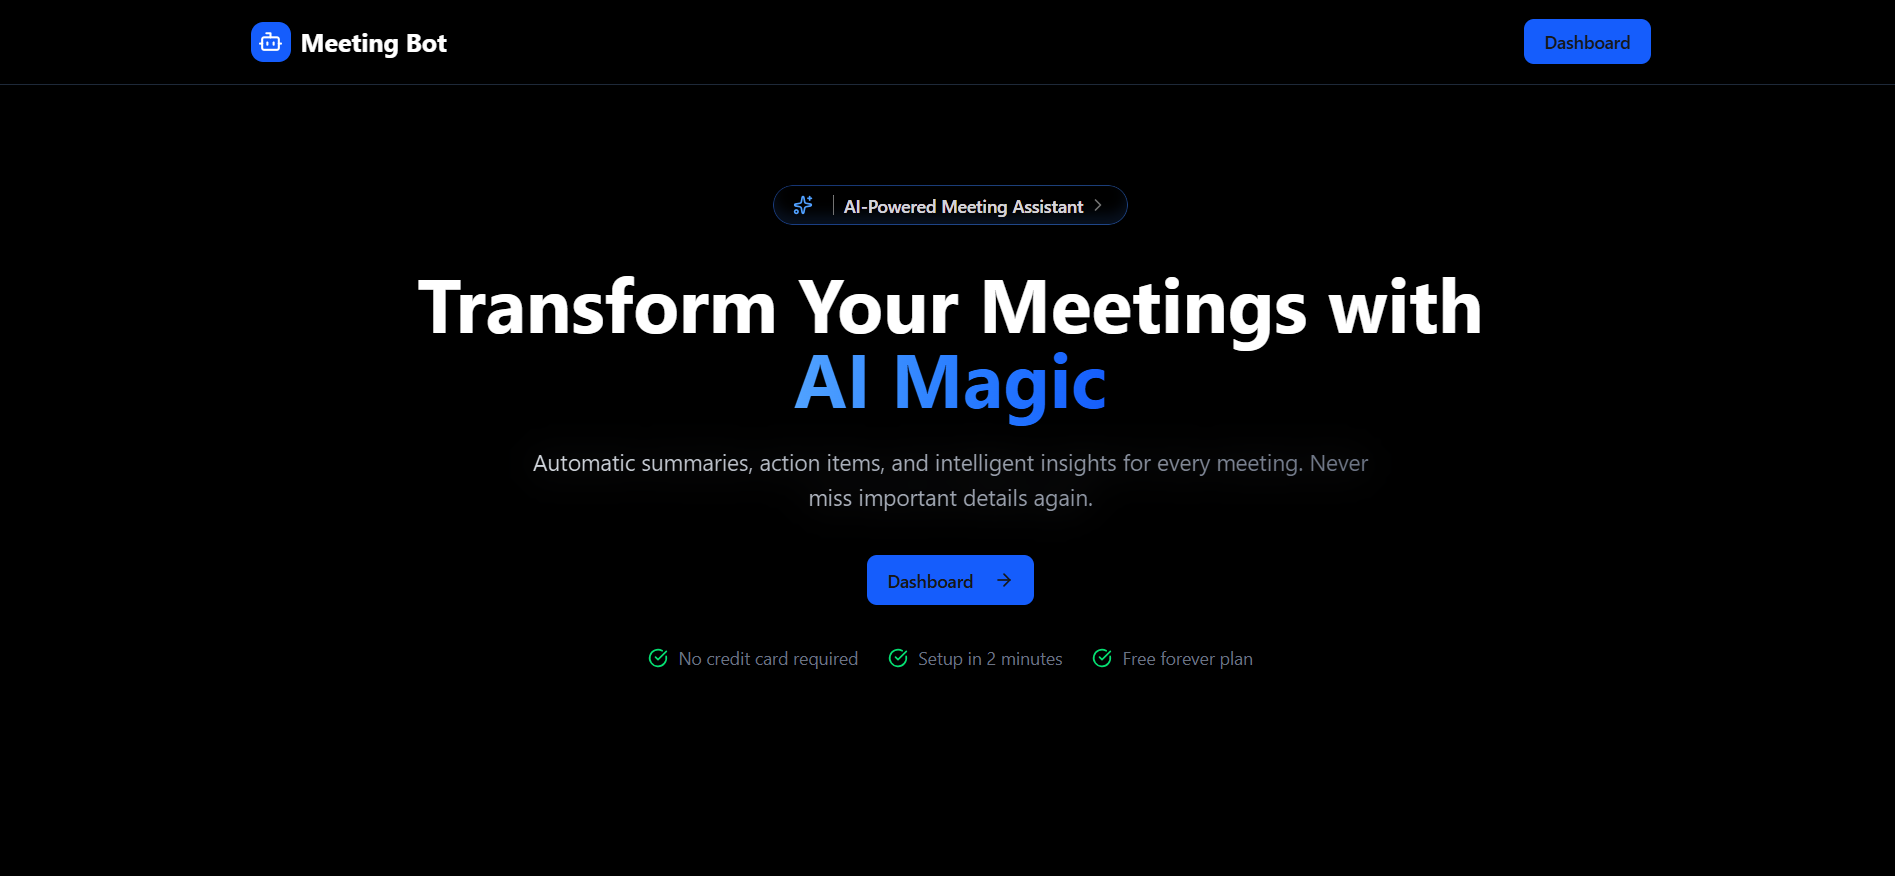 Meeting Bot
Dashboard
AI-Powered Meeting Assistant
Transform Your Meetings with
AI Magic
Automatic summaries, action items, and intelligent insights for every meeting. Never
miss important details again.
Dashboard
No credit card required
Setup in 2 minutes
Free forever plan